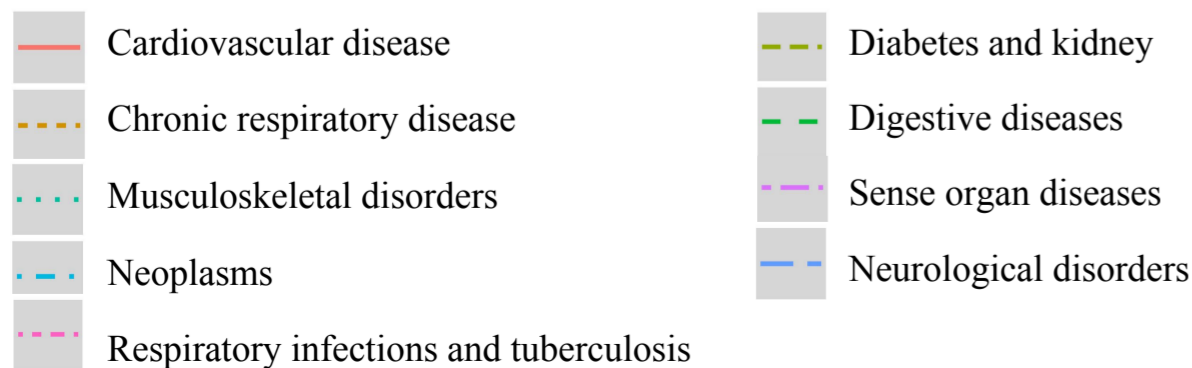 Cardiovascular disease
Chronic respiratory disease
Musculoskeletal disorders
Neoplasms
Respiratory infections and tuberculosis
Diabetes and kidney
Digestive diseases
Sense organ diseases
Neurological disorders